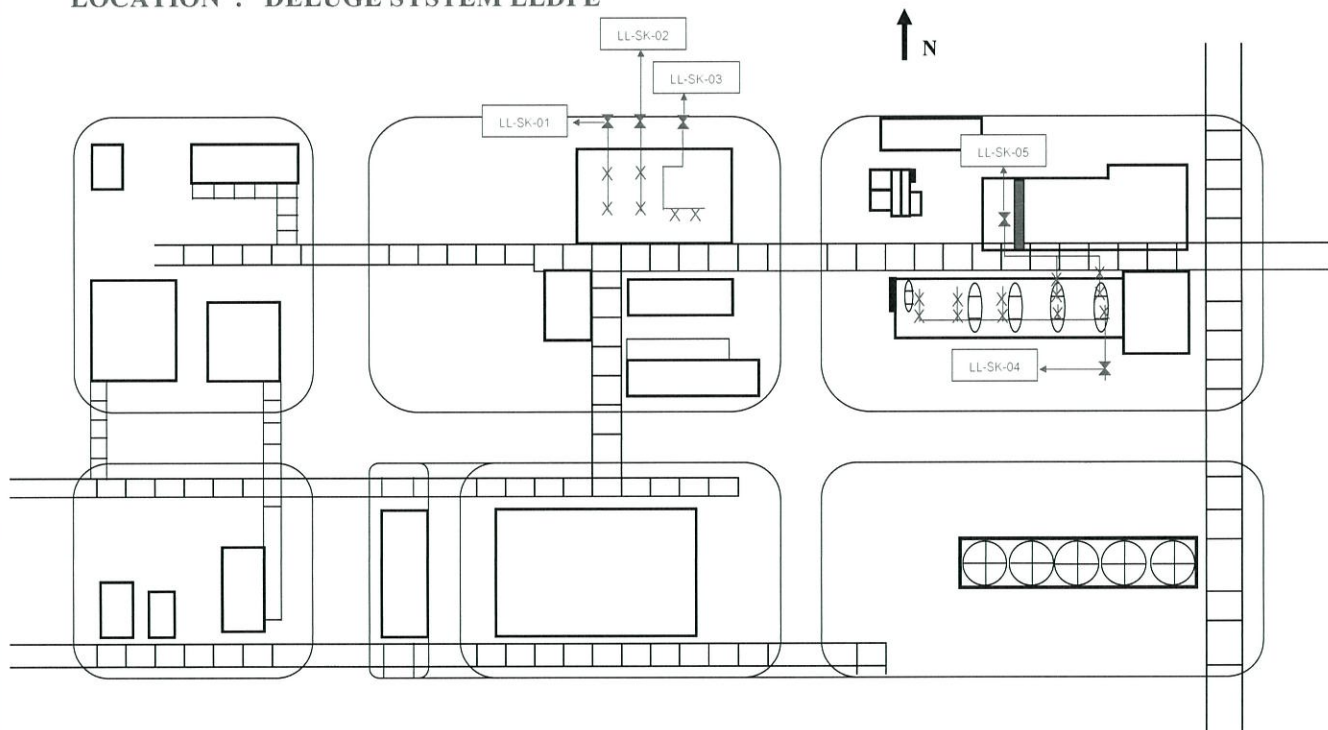 LOCATION : DELUGE SYSTEM LLDPE
LL-SK-02
N
LL-SK-03
LL-SK-01
LL-SK-05
LL-SK-04